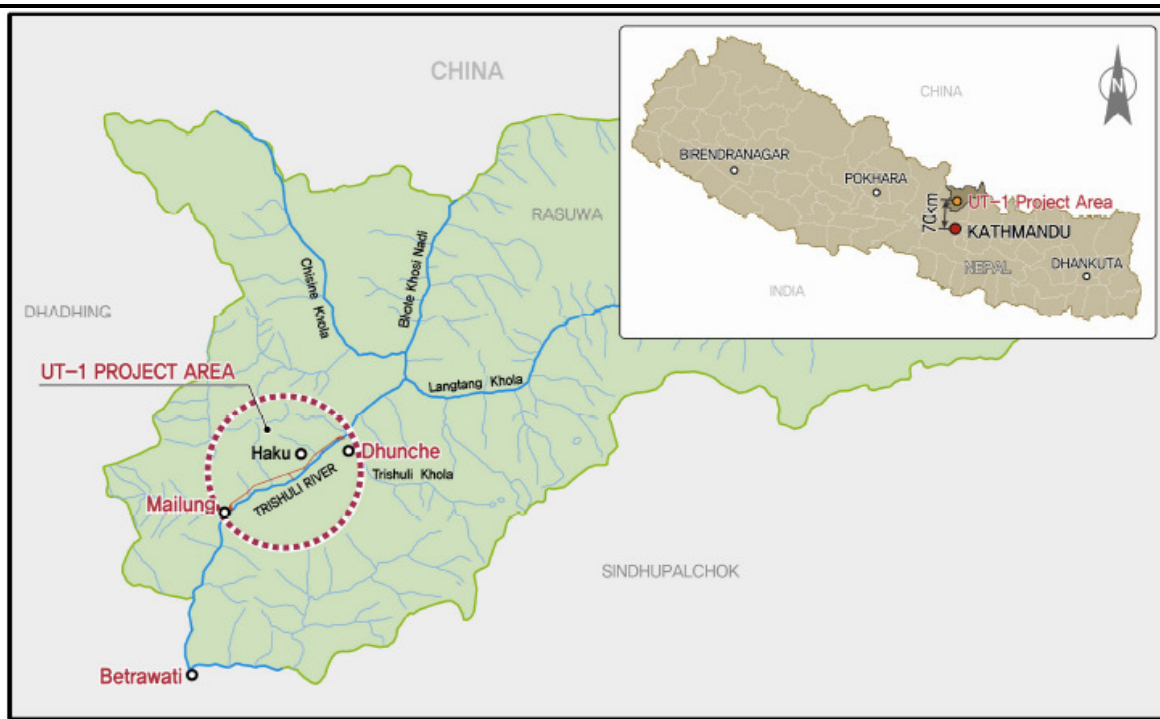 CHINA
RASUWA
DHADHING
Chisine Khola
Bhote Khosi Nadi
Langtang Khola
UT-1 PROJECT AREA
Haku
Dhunche
Trishuli Khola
TRISHULI RIVER
Mailung
SINDHUPALCHOK
Betrawati
N
CHINA
BIRENDRANAGAR
POKHARA
UT-1 Project Area
70km
KATHMANDU
NEPAL
DHANKUTA
INDIA